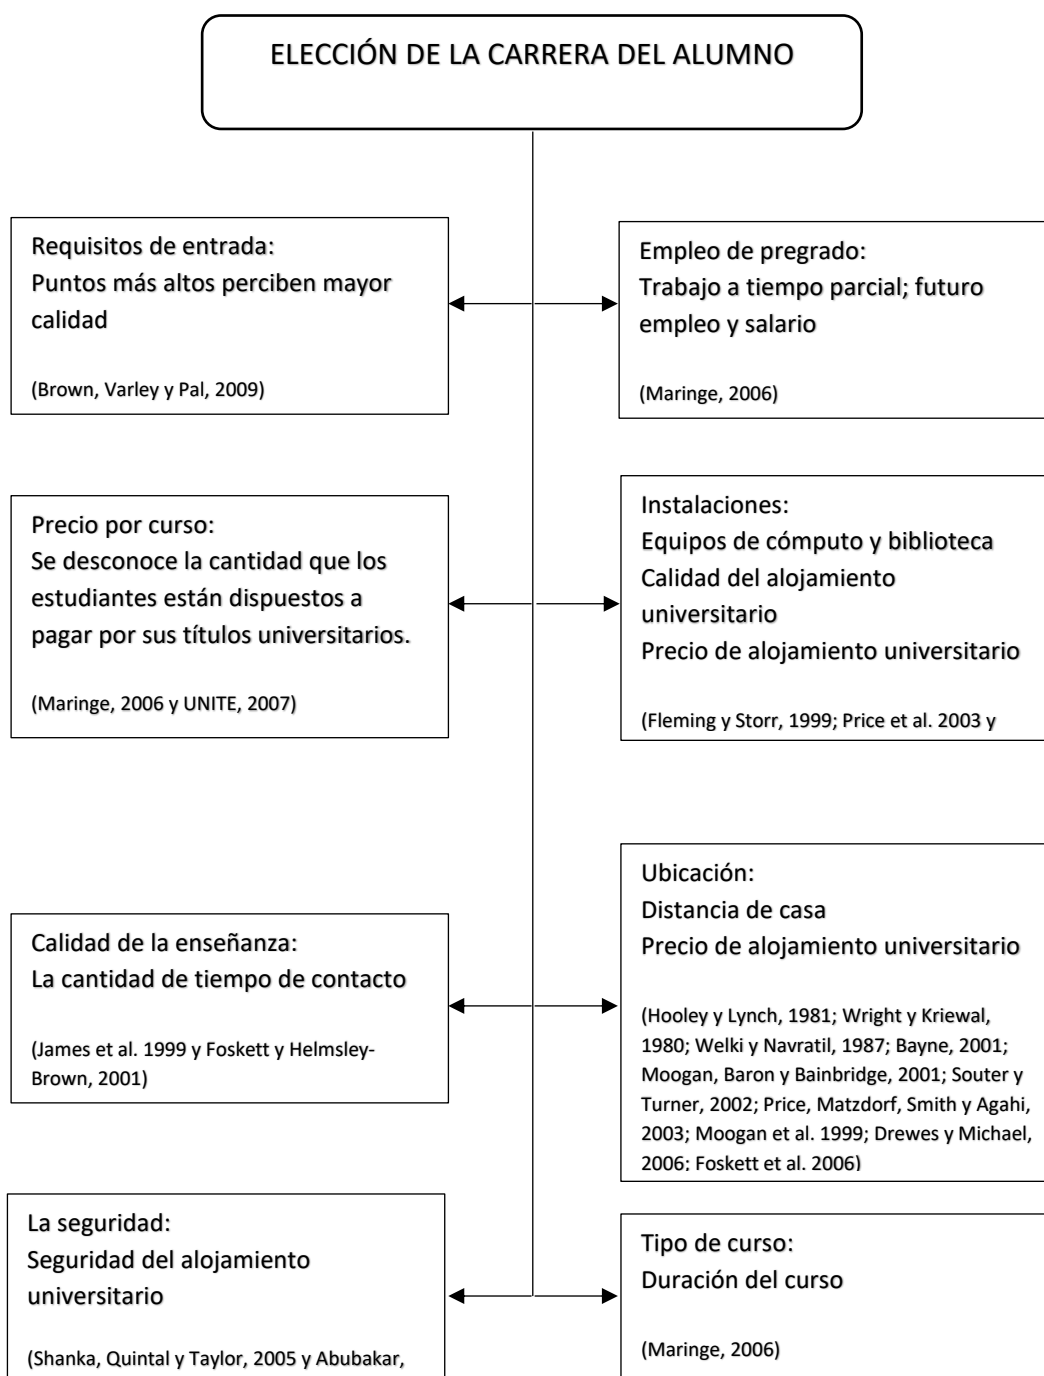 ELECCIÓN DE LA CARRERA DEL ALUMNO
Requisitos de entrada:
Puntos más altos perciben mayor
calidad
(Brown, Varley y Pal, 2009)
Empleo de pregrado:
Trabajo a tiempo parcial; futuro
empleo y salario
(Maringe, 2006)
Precio por curso:
Se desconoce la cantidad que los
estudiantes están dispuestos a
pagar por sus títulos universitarios.
(Maringe, 2006 y UNITE, 2007)
Instalaciones:
Equipos de cómputo y biblioteca
Calidad del alojamiento
universitario
Precio de alojamiento universitario
(Fleming y Storr, 1999; Price et al. 2003 y
Calidad de la enseñanza:
La cantidad de tiempo de contacto
(James et al. 1999 y Foskett y Helmsley-
Brown, 2001)
Ubicación:
Distancia de casa
Precio de alojamiento universitario
(Hooley y Lynch, 1981; Wright y Kriewal,
1980; Welki y Navratil, 1987; Bayne, 2001;
Moogan, Baron y Bainbridge, 2001; Souter y
Turner, 2002; Price, Matzdorf, Smith y Agahi,
2003; Moogan et al. 1999; Drewes y Michael,
2006; Foskett et al. 2006)
La seguridad:
Seguridad del alojamiento
universitario
(Shanka, Quintal y Taylor, 2005 y Abubakar,
Tipo de curso:
Duración del curso
(Maringe, 2006)